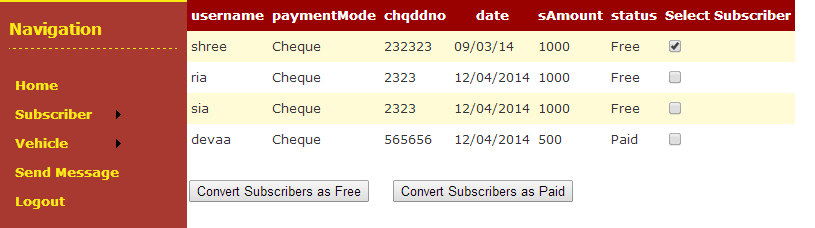 Navigation
Home
Subscriber
Vehicle
Send Message
Logout
username paymentMode chqddno date sAmount status Select Subscriber
shree Cheque 232323 09/03/14 1000 Free
ria Cheque 2323 12/04/2014 1000 Free
sia Cheque 2323 12/04/2014 1000 Free
devaa Cheque 565656 12/04/2014 500 Paid
Convert Subscribers as Free Convert Subscribers as Paid